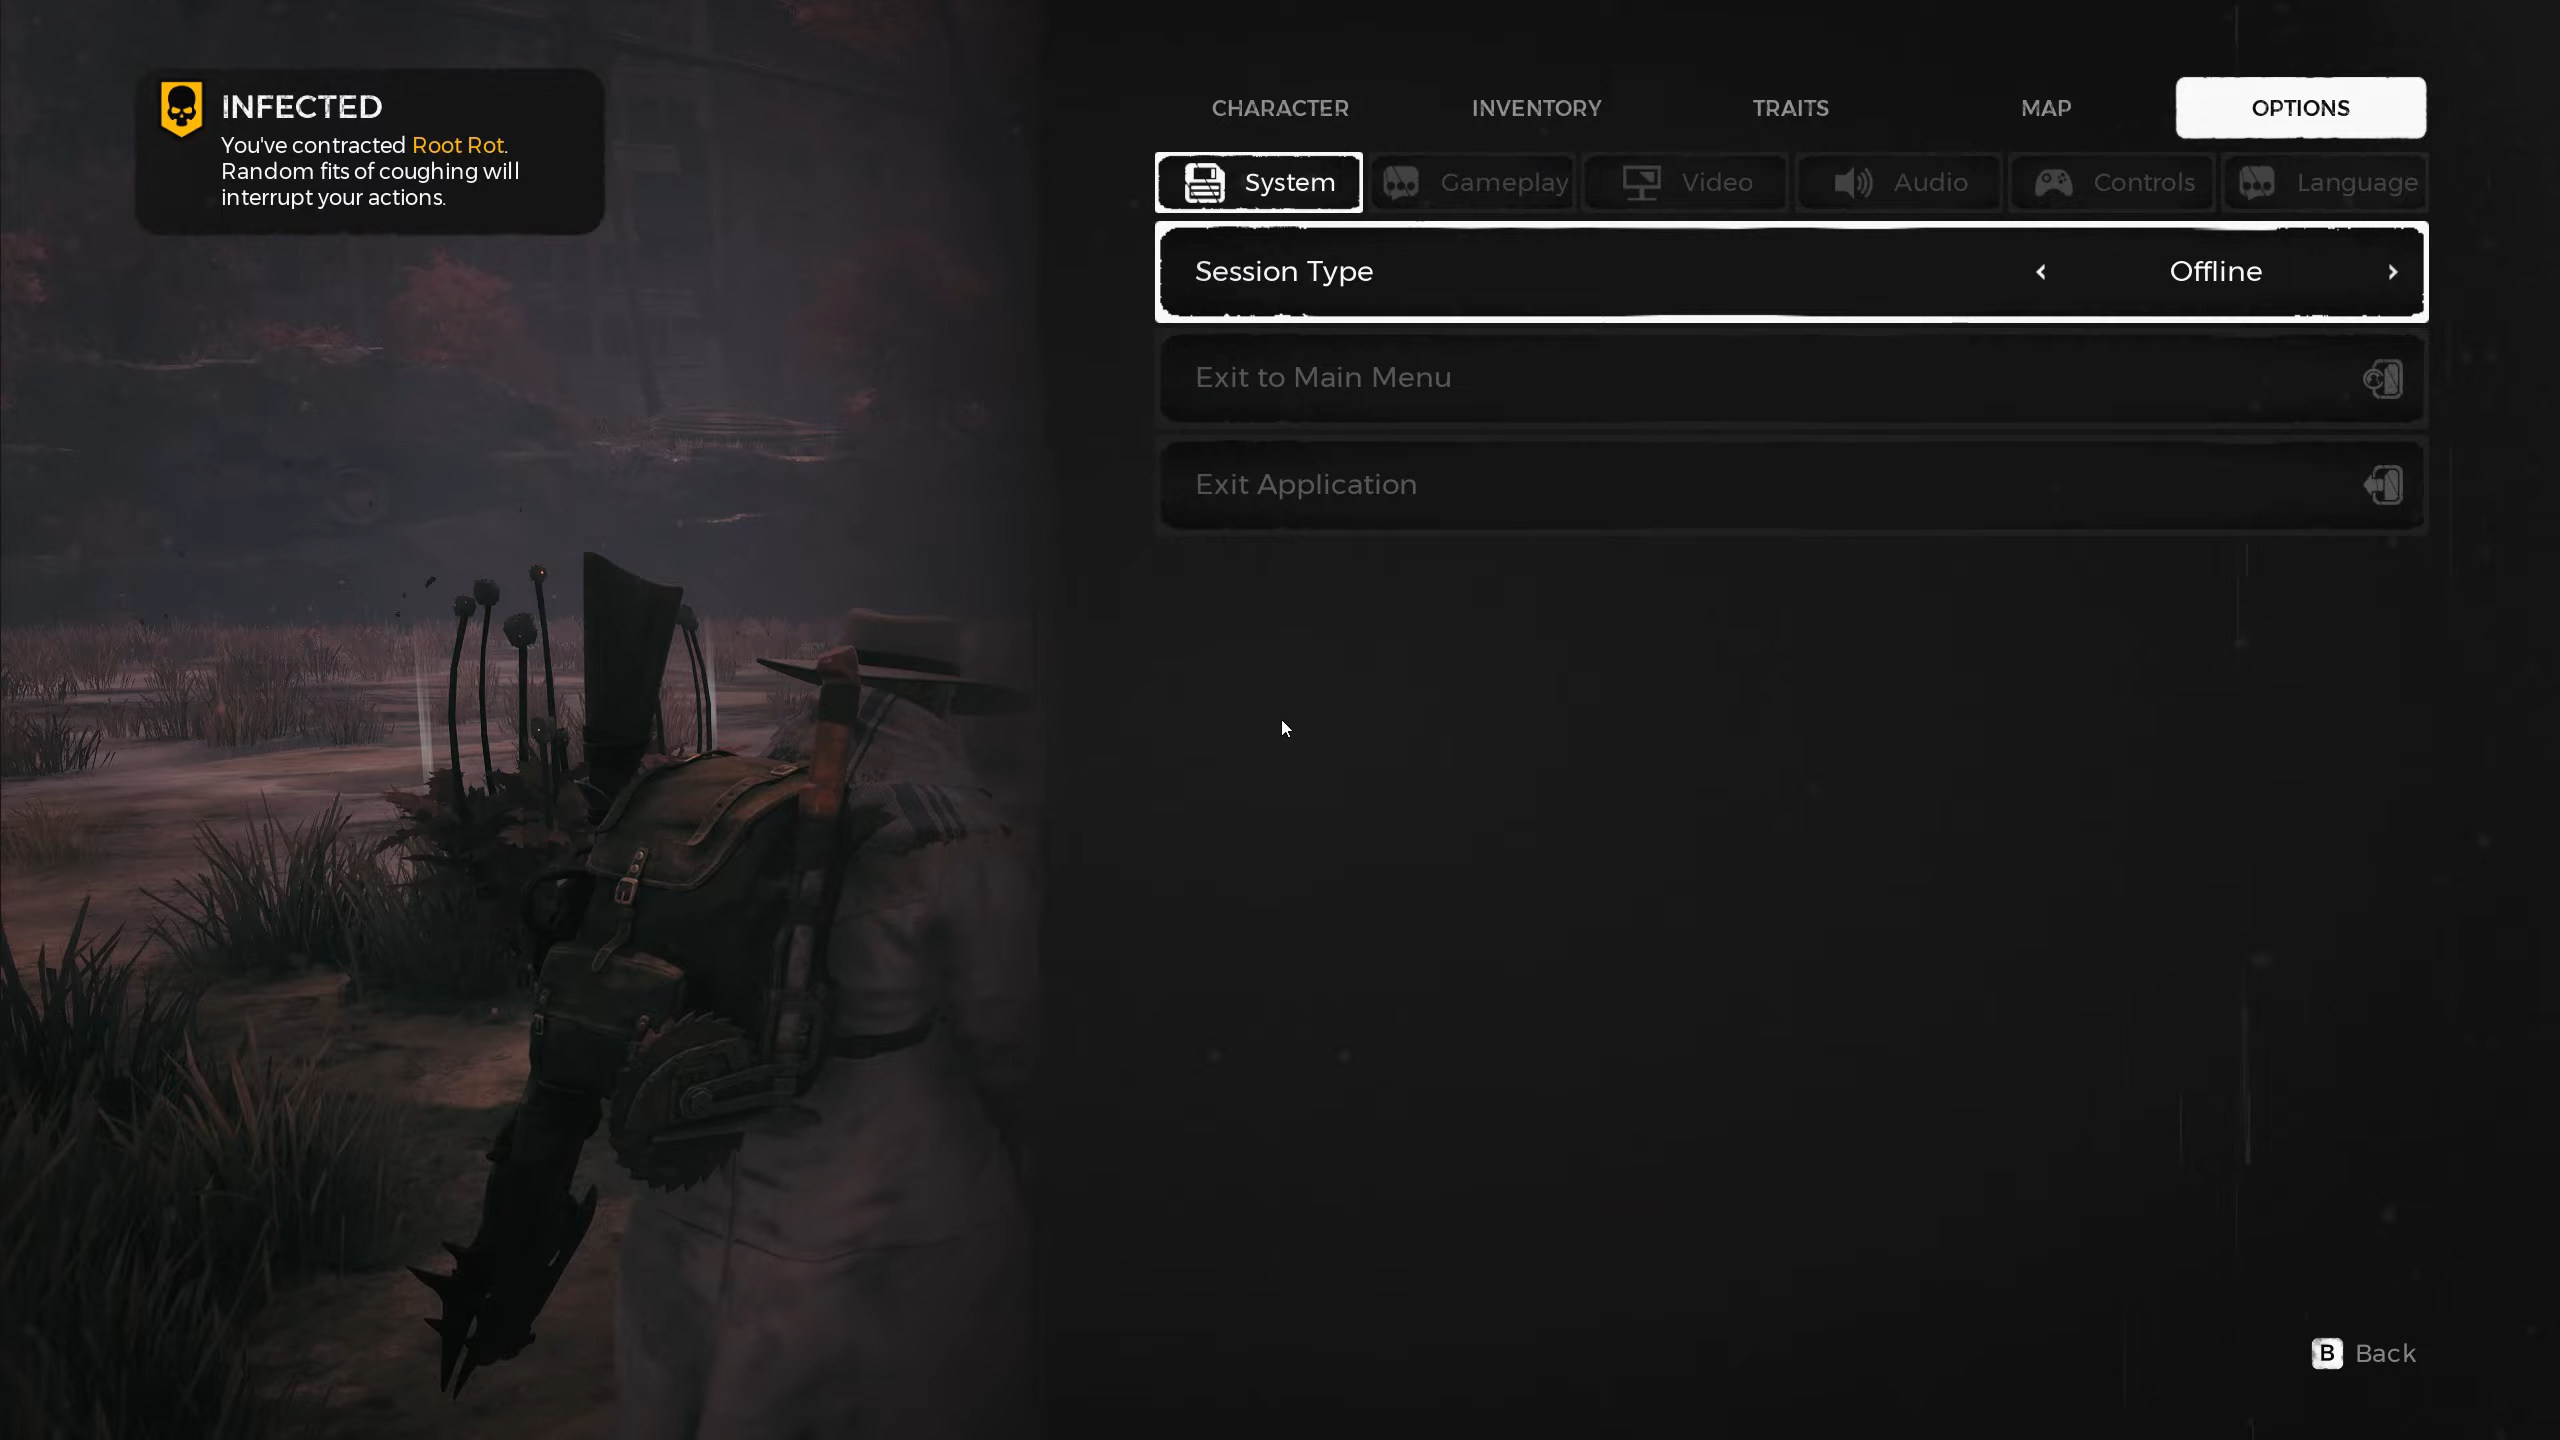 INFECTED
You've contracted Root Rot.
Random fits of coughing will
interrupt your actions.
CHARACTER
INVENTORY
TRAITS
MAP
OPTIONS
System
Gameplay
Video
Audio
Controls
Language
Session Type
Offline
Exit to Main Menu
Exit Application
B Back